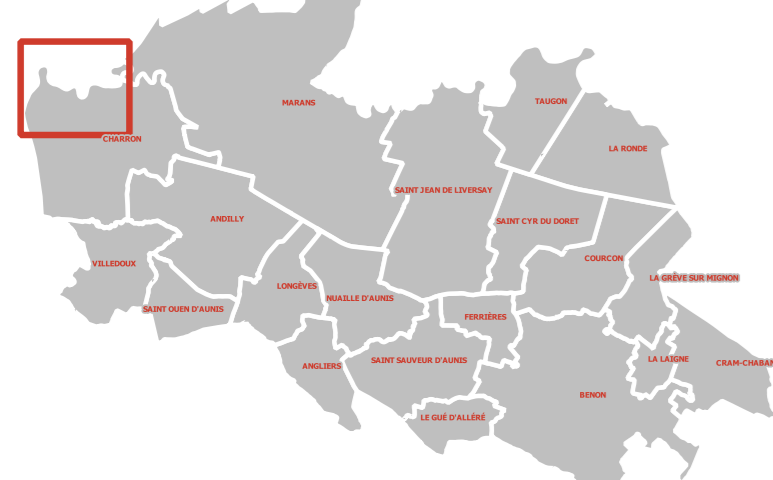 TAUGON
MARANS
CHARRON
LA RONDE
SAINT JEAN DE LIVERSAY
ANDILLY
SAINT CYR DU DORET
VILLEDOUX
COURCON
LA GRÈVE SUR MIGNON
LONGÈVES
NUAILLE D'AUNIS
SAINT OUEN D'AUNIS
FERRIÈRES
ANGLIERS
SAINT SAUVEUR D'AUNIS
LA LAIGNE
CRAM-CHABAN
BENON
LE GUÉ D'ALLÉRÉ